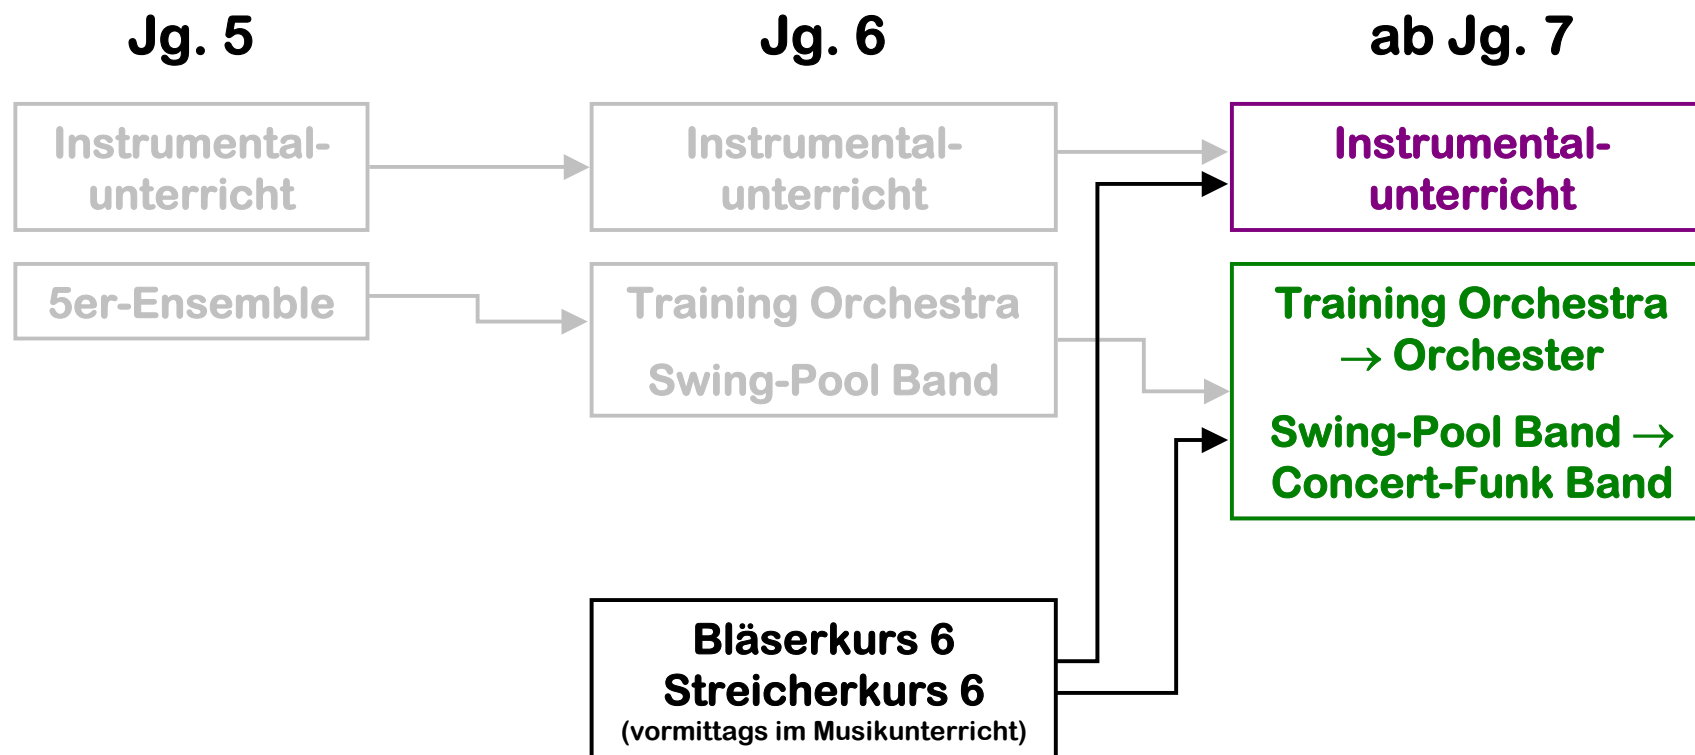 Jg. 5
Jg. 6
ab Jg. 7
Instrumental-
unterricht
Instrumental-
unterricht
Instrumental-
unterricht
5er-Ensemble
Training Orchestra
Swing-Pool Band
Training Orchestra
→ Orchester
Swing-Pool Band →
Concert-Funk Band
Bläserkurs 6
Streicherkurs 6
(vormittags im Musikunterricht)